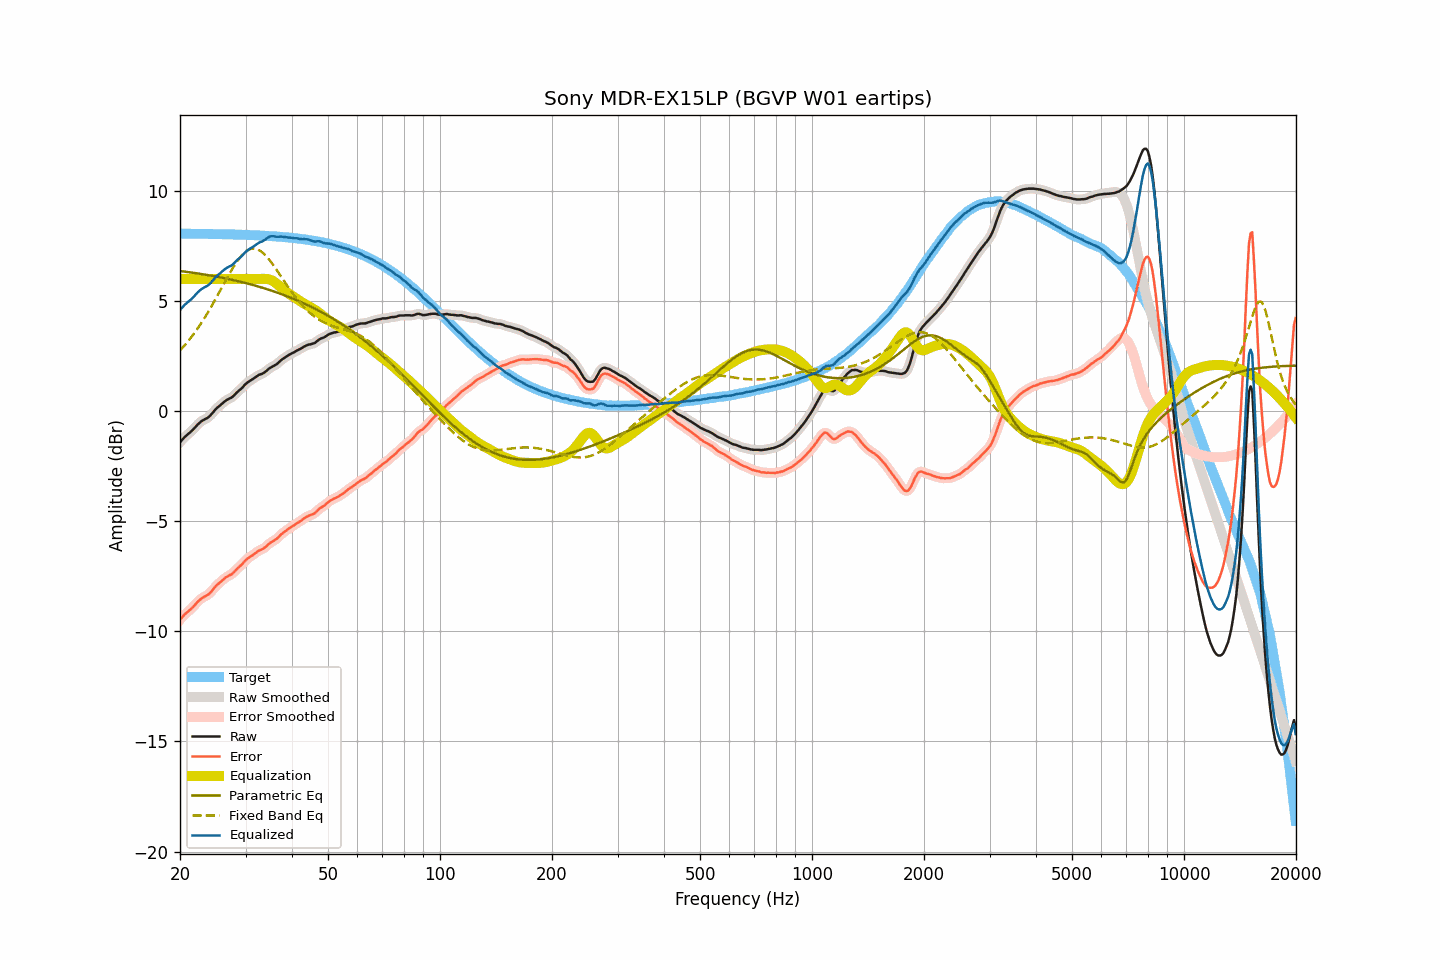 Sony MDR-EX15LP (BGVP W01 eartips)
Amplitude (dBr)
10
5
0
−5
−10
−15
−20
Target
Raw Smoothed
Error Smoothed
Raw
Error
Equalization
Parametric Eq
Fixed Band Eq
Equalized
20 50 100 200 500 1000 2000 5000 10000 20000
Frequency (Hz)